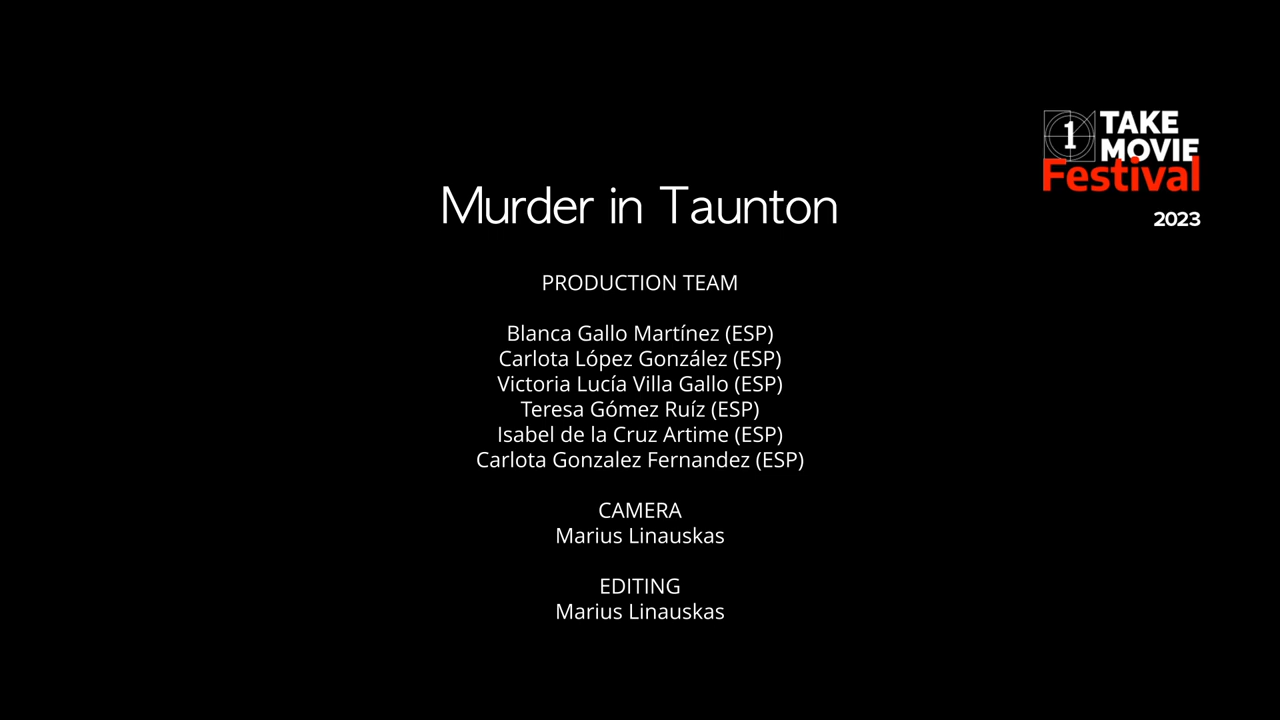 1 TAKE
MOVIE
Festival
2023
Murder in Taunton
PRODUCTION TEAM
Blanca Gallo Martínez (ESP)
Carlota López González (ESP)
Victoria Lucía Villa Gallo (ESP)
Teresa Gómez Ruíz (ESP)
Isabel de la Cruz Artime (ESP)
Carlota Gonzalez Fernandez (ESP)
CAMERA
Marius Linauskas
EDITING
Marius Linauskas